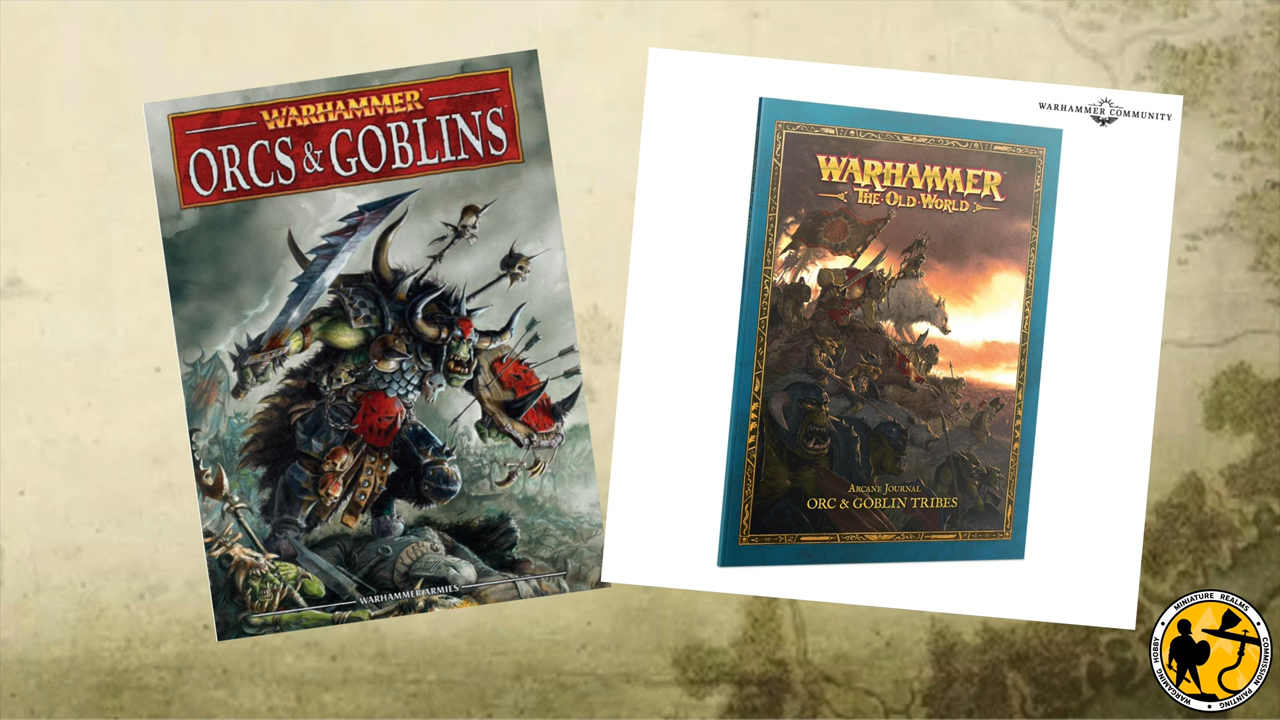 WARHAMMER
ORCS & GOBLINS
WARHAMMER ARMIES
WARHAMMER COMMUNITY
WARHAMMER
THE·OLD·WORLD
ARCANE JOURNAL
ORC & GOBLIN TRIBES
MINIATURE REALMS
COMMISSION PAINTING
WARGAMING HOBBY